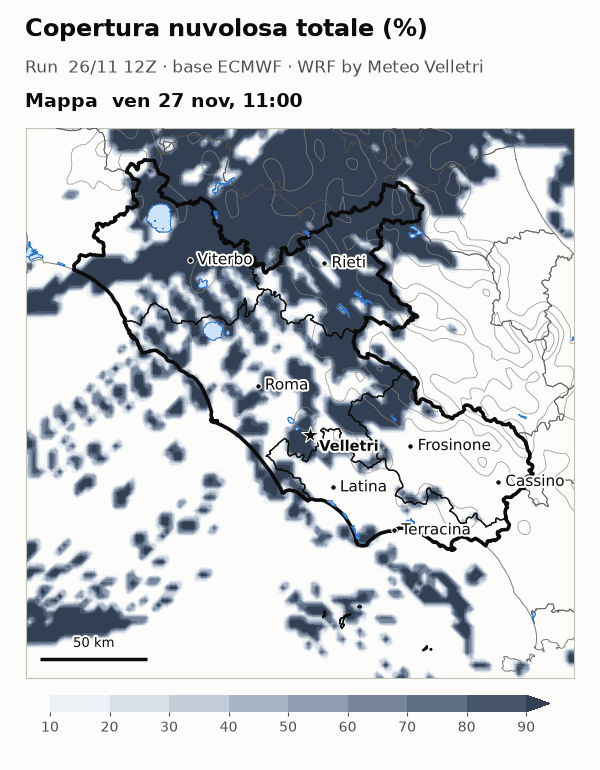 Copertura nuvolosa totale (%)
Run  26/11 12Z · base ECMWF · WRF by Meteo Velletri
Mappa  ven 27 nov, 11:00
Viterbo
Rieti
Roma
Velletri
Frosinone
Cassino
Latina
Terracina
50 km
10 20 30 40 50 60 70 80 90